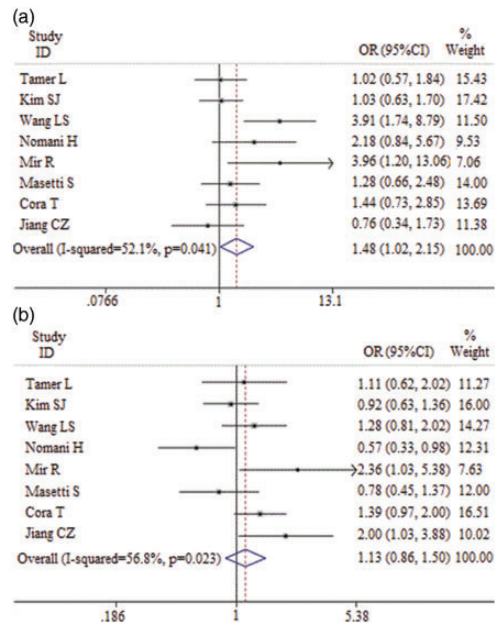 (a)
Study %
ID OR (95%CI) Weight
Tamer L 1.02 (0.57, 1.84) 15.43
Kim SJ 1.03 (0.63, 1.70) 17.42
Wang LS 3.91 (1.74, 8.79) 11.50
Nomani H 2.18 (0.84, 5.67) 9.53
Mir R 3.96 (1.20, 13.06) 7.06
Masetti S 1.28 (0.66, 2.48) 14.00
Cora T 1.44 (0.73, 2.85) 13.69
Jiang CZ 0.76 (0.34, 1.73) 11.38
Overall (I-squared=52.1%, p=0.041) 1.48 (1.02, 2.15) 100.00
.0766 1 13.1
(b)
Study %
ID OR (95%CI) Weight
Tamer L 1.11 (0.62, 2.02) 11.27
Kim SJ 0.92 (0.63, 1.36) 16.00
Wang LS 1.28 (0.81, 2.02) 14.27
Nomani H 0.57 (0.33, 0.98) 12.31
Mir R 2.36 (1.03, 5.38) 7.63
Masetti S 0.78 (0.45, 1.37) 12.00
Cora T 1.39 (0.97, 2.00) 16.51
Jiang CZ 2.00 (1.03, 3.88) 10.02
Overall (I-squared=56.8%, p=0.023) 1.13 (0.86, 1.50) 100.00
.186 1 5.38